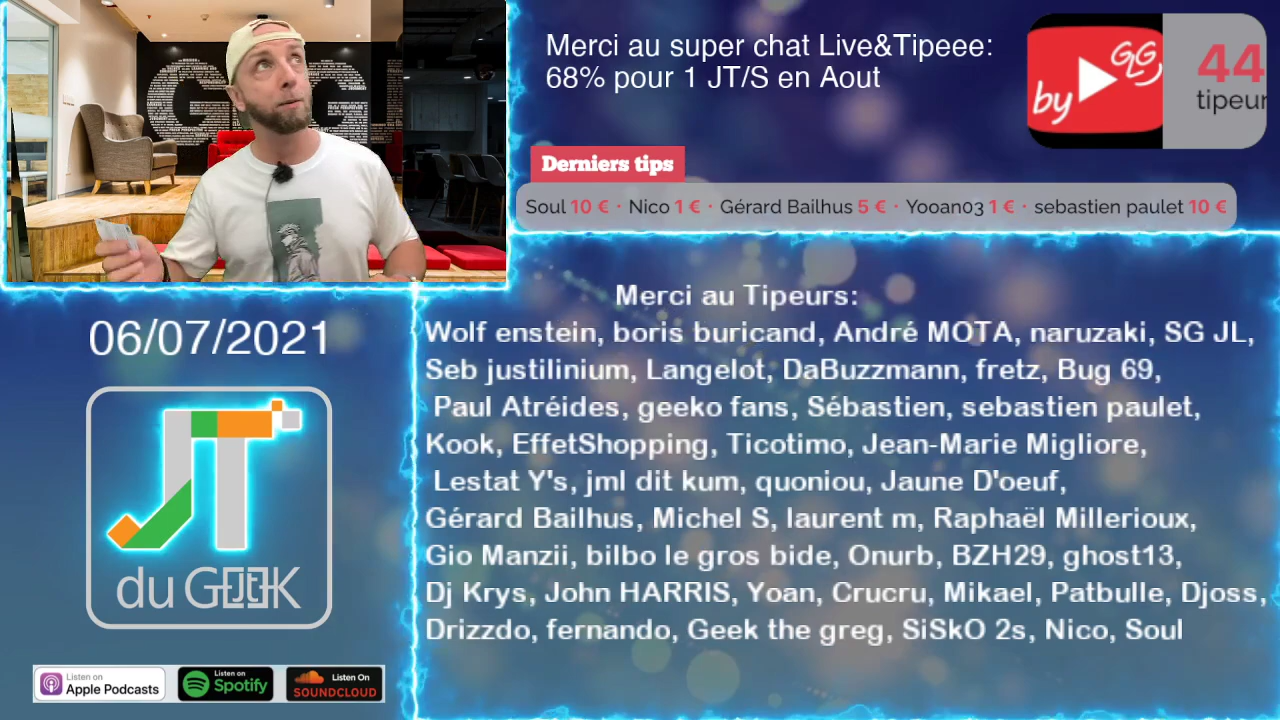 Merci au super chat Live&Tipeee:
68% pour 1 JT/S en Aout
by
GLG
44
tipeur
Derniers tips
Soul 10 € · Nico 1 € · Gérard Bailhus 5 € · Yooan03 1 € · sebastien paulet 10 €
06/07/2021
JT
du GEEK
Listen on
Apple Podcasts
Listen on
Spotify
Listen On
SOUNDCLOUD
Merci au Tipeurs:
Wolf enstein, boris buricand, André MOTA, naruzaki, SG JL,
Seb justilinium, Langelot, DaBuzzmann, fretz, Bug 69,
Paul Atréides, geeko fans, Sébastien, sebastien paulet,
Kook, EffetShopping, Ticotimo, Jean-Marie Migliore,
Lestat Y's, jml dit kum, quoniou, Jaune D'oeuf,
Gérard Bailhus, Michel S, laurent m, Raphaël Millerioux,
Gio Manzii, bilbo le gros bide, Onurb, BZH29, ghost13,
Dj Krys, John HARRIS, Yoan, Crucru, Mikael, Patbulle, Djoss,
Drizzdo, fernando, Geek the greg, SiSkO 2s, Nico, Soul